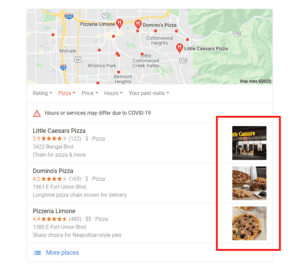 Pizzeria Limone
Domino's Pizza
Cottonwood
Heights
Little Caesars Pizza
Midvale
Little
Cottonwood
Creek Valley
Wilshire Park
Belmont
Heights
Map data ©2022
Rating Pizza Price Hours Your past visits
Hours or services may differ due to COVID-19
Little Caesars Pizza
3.9 (122) · $ · Pizza
3422 Bengal Blvd
Chain for pizza & more
Domino's Pizza
4.2 (165) · $ · Pizza
1961 E Fort Union Blvd
Longtime pizza chain known for delivery
Pizzeria Limone
4.4 (480) · $$ · Pizza
1380 E Fort Union Blvd
Sharp choice for Neapolitan-style pies
More places